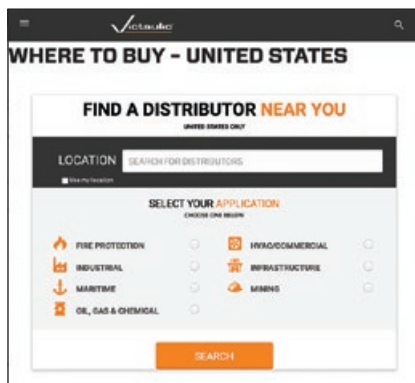 Victaulic
WHERE TO BUY – UNITED STATES
FIND A DISTRIBUTOR NEAR YOU
UNITED STATES ONLY
LOCATION SEARCH FOR DISTRIBUTORS
Use my location
SELECT YOUR APPLICATION
CHOOSE ONE BELOW
FIRE PROTECTION
HVAC/COMMERCIAL
INDUSTRIAL
INFRASTRUCTURE
MARITIME
MINING
OIL, GAS & CHEMICAL
SEARCH